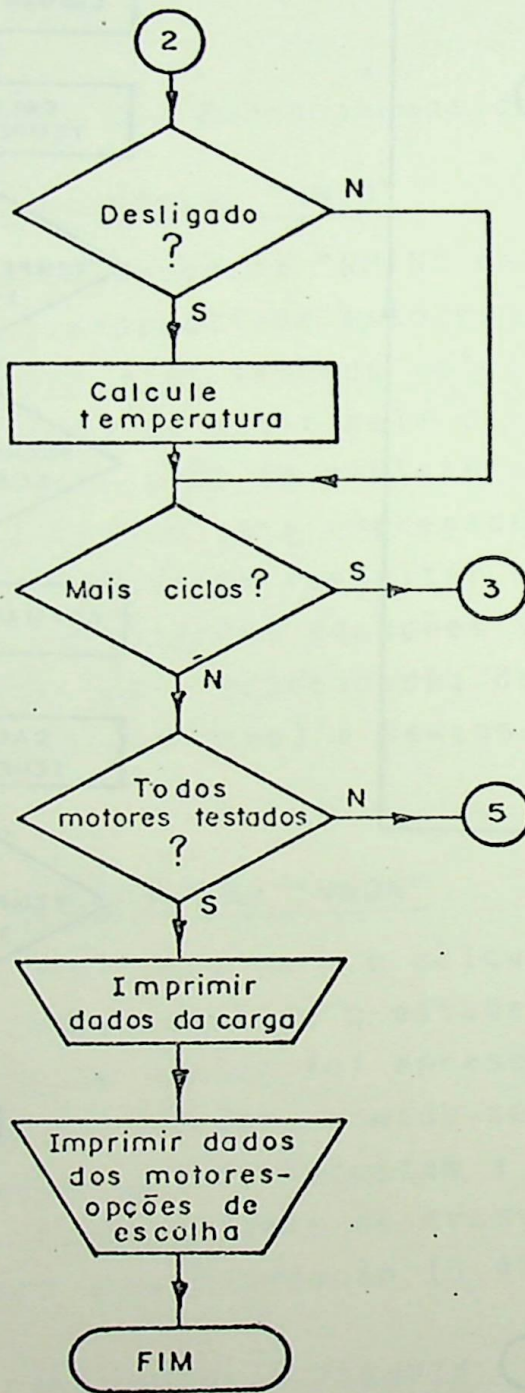 2
Desligado
?
N
S
Calcule
temperatura
Mais ciclos?
S
3
N
Todos
motores testados
?
N
5
S
Imprimir
dados da carga
Imprimir dados
dos motores-
opções de
escolha
FIM